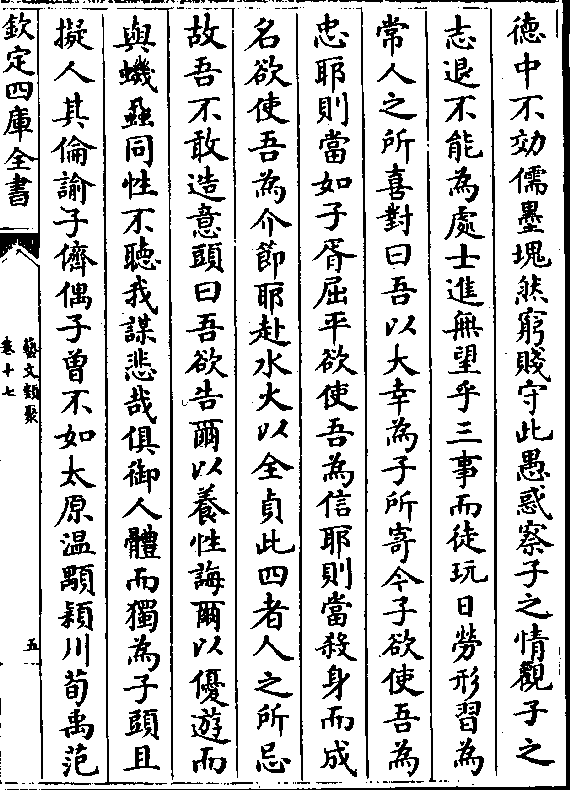 德中不効儒墨塊然窮賤守此愚惑察子之情觀子之
志退不能為處士進無望乎三事而徒玩日勞形習為
常人之所喜對曰吾以大幸為子所寄今子欲使吾為
忠耶則當如子胥屈平欲使吾為信耶則當殺身而成
名欲使吾為介節耶赴水火以全貞此四者人之所忌
故吾不敢造意頭曰吾欲告爾以養性誨爾以優遊而
與蟣蝨同性不聽我謀悲哉俱御人體而獨為子頭且
擬人其倫諭子儕偶子曾不如太原温顒潁川荀禹范
欽定四庫全書
藝文類聚
卷十七
五